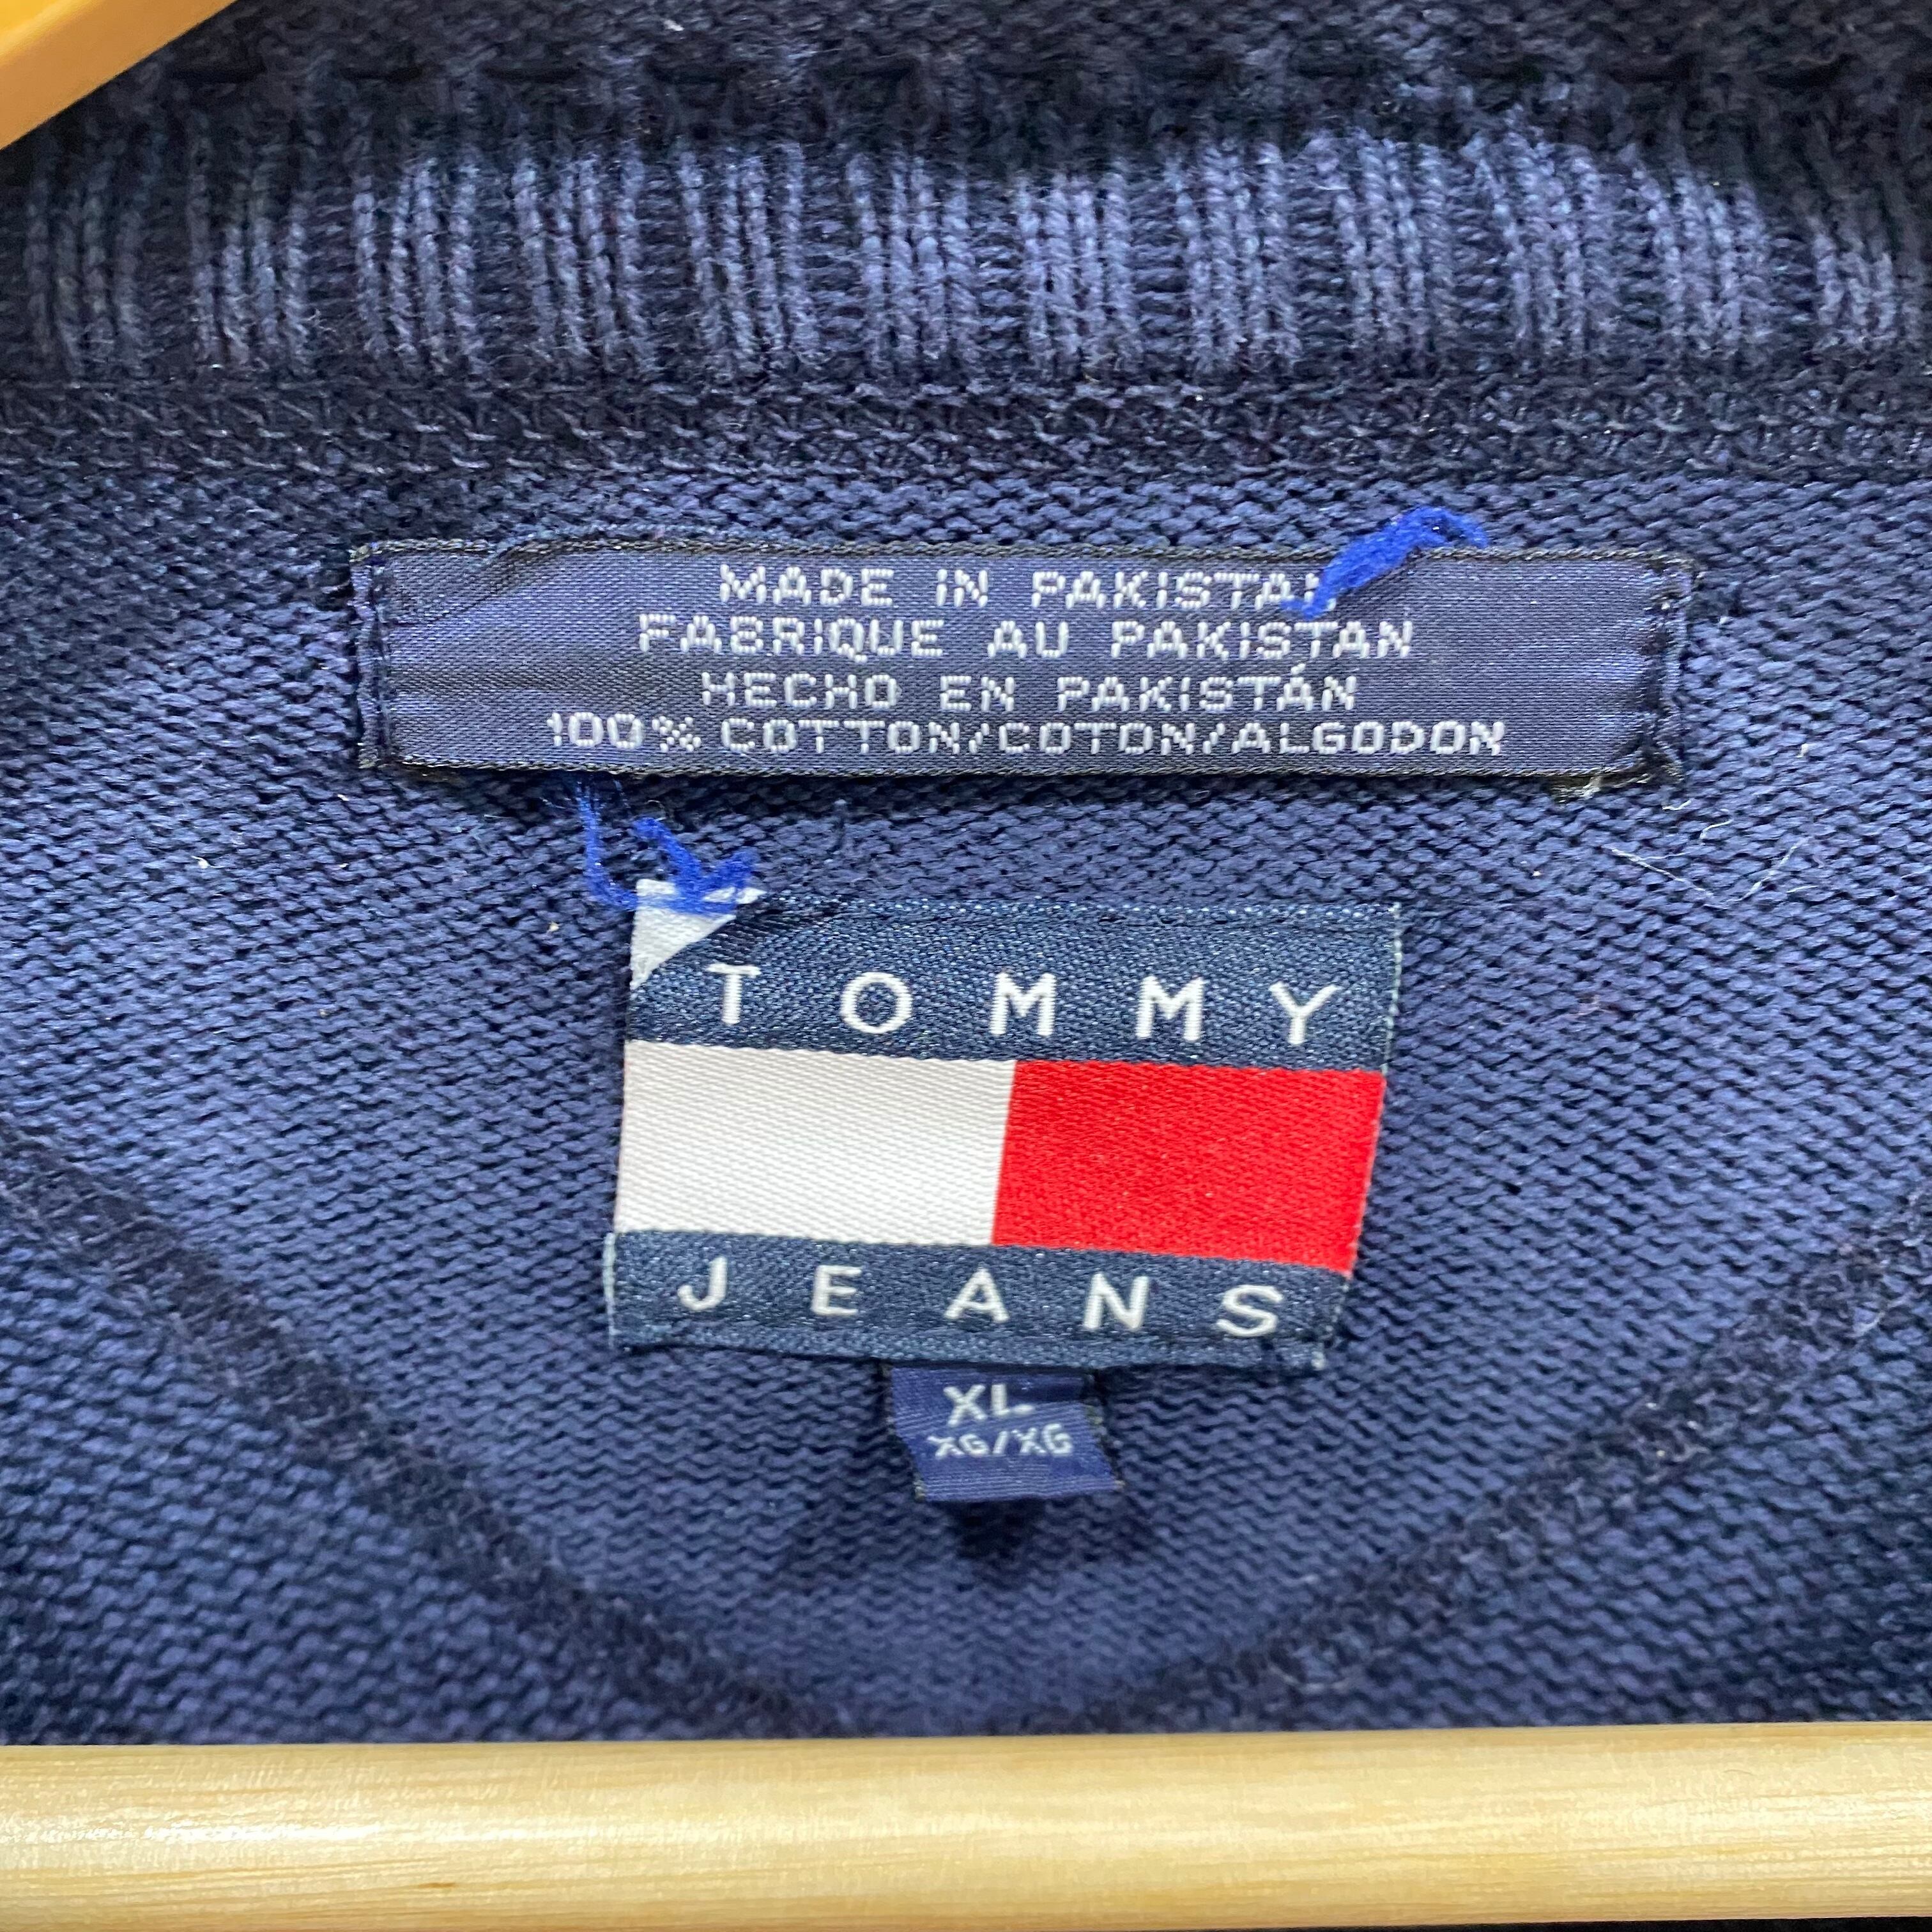 MADE IN PAKISTAN
FABRIQUE AU PAKISTAN
HECHO EN PAKISTÁN
100% COTTON/COTON/ALGODON
TOMMY
JEANS
XL
XG/XG